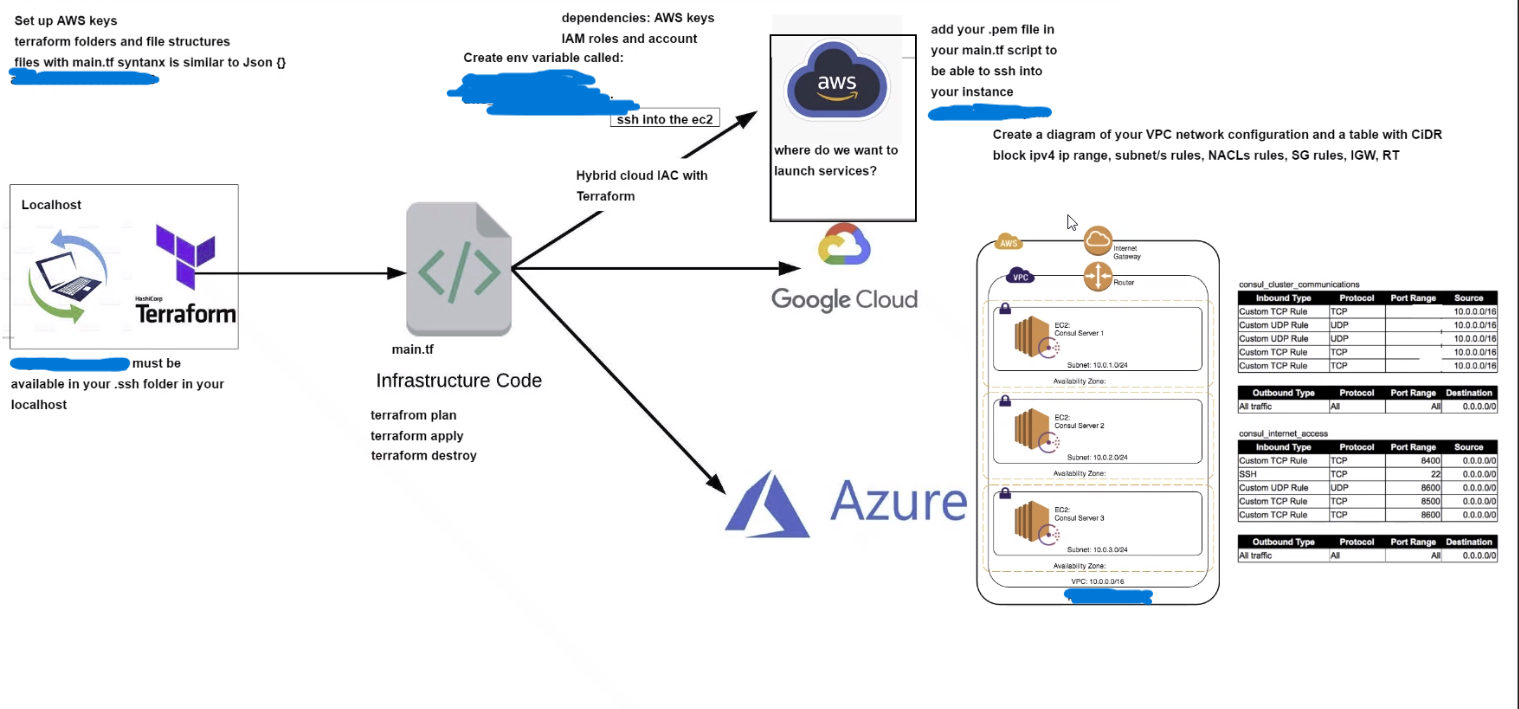 Set up AWS keys
terraform folders and file structures
files with main.tf syntanx is similar to Json {}
dependencies: AWS keys
IAM roles and account
Create env variable called:
ssh into the ec2
aws
where do we want to
launch services?
add your .pem file in
your main.tf script to
be able to ssh into
your instance
Create a diagram of your VPC network configuration and a table with CiDR
block ipv4 ip range, subnet/s rules, NACLs rules, SG rules, IGW, RT
Hybrid cloud IAC with
Terraform
Localhost
HashiCorp
Terraform
must be
available in your .ssh folder in your
localhost
main.tf
Infrastructure Code
terrafrom plan
terraform apply
terraform destroy
Google Cloud
Azure
AWS
Internet
Gateway
VPC
Router
EC2:
Consul Server 1
Subnet: 10.0.1.0/24
Availability Zone:
EC2:
Consul Server 2
Subnet: 10.0.2.0/24
Availability Zone:
EC2:
Consul Server 3
Subnet: 10.0.3.0/24
Availability Zone:
VPC: 10.0.0.0/16
consul_cluster_communications
Inbound Type Protocol Port Range Source
Custom TCP Rule TCP 10.0.0.0/16
Custom UDP Rule UDP 10.0.0.0/16
Custom UDP Rule UDP 10.0.0.0/16
Custom TCP Rule TCP 10.0.0.0/16
Custom TCP Rule TCP 10.0.0.0/16
Outbound Type Protocol Port Range Destination
All traffic All All 0.0.0.0/0
consul_internet_access
Inbound Type Protocol Port Range Source
Custom TCP Rule TCP 8400 0.0.0.0/0
SSH TCP 22 0.0.0.0/0
Custom UDP Rule UDP 8600 0.0.0.0/0
Custom TCP Rule TCP 8500 0.0.0.0/0
Custom TCP Rule TCP 8600 0.0.0.0/0
Outbound Type Protocol Port Range Destination
All traffic All All 0.0.0.0/0